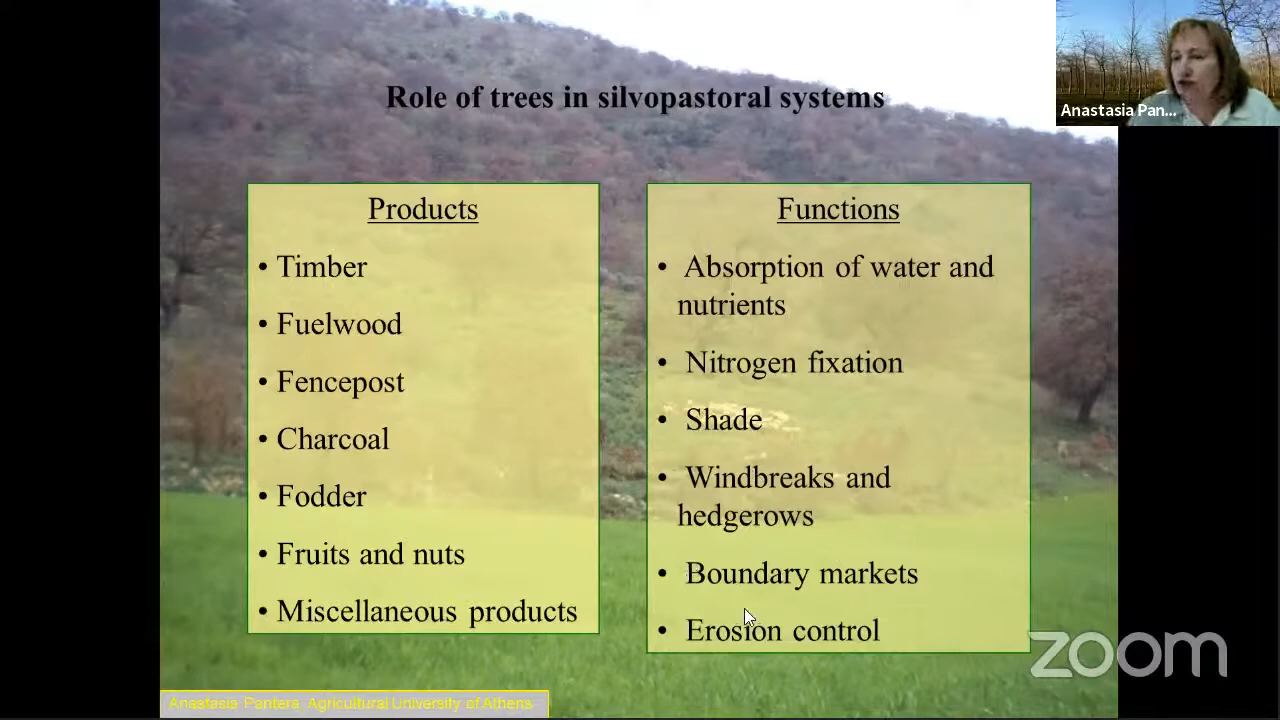 Role of trees in silvopastoral systems
Anastasia Pan...
Products
• Timber
• Fuelwood
• Fencepost
• Charcoal
• Fodder
• Fruits and nuts
• Miscellaneous products
Functions
• Absorption of water and
nutrients
• Nitrogen fixation
• Shade
• Windbreaks and
hedgerows
• Boundary markets
• Erosion control
zoom
Anastasia Pantera Agricultural University of Athens